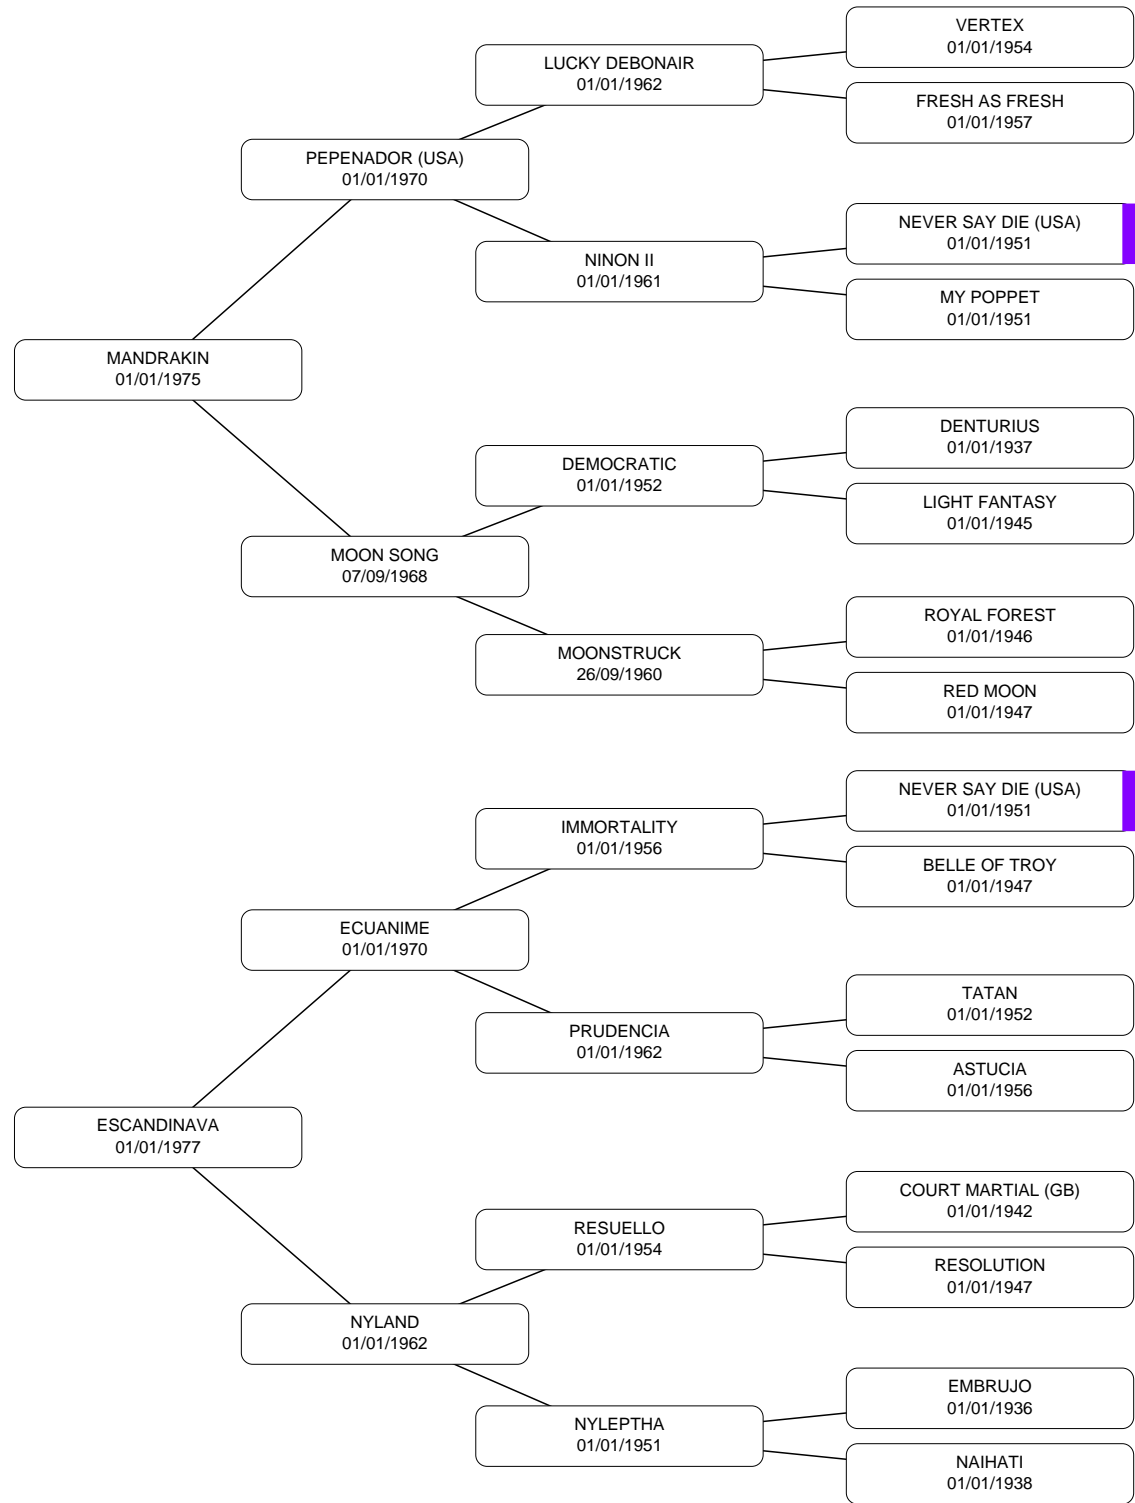 VERTEX
01/01/1954
LUCKY DEBONAIR
01/01/1962
FRESH AS FRESH
01/01/1957
PEPENADOR (USA)
01/01/1970
NEVER SAY DIE (USA)
01/01/1951
NINON II
01/01/1961
MY POPPET
01/01/1951
MANDRAKIN
01/01/1975
DENTURIUS
01/01/1937
DEMOCRATIC
01/01/1952
LIGHT FANTASY
01/01/1945
MOON SONG
07/09/1968
ROYAL FOREST
01/01/1946
MOONSTRUCK
26/09/1960
RED MOON
01/01/1947
NEVER SAY DIE (USA)
01/01/1951
IMMORTALITY
01/01/1956
BELLE OF TROY
01/01/1947
ECUANIME
01/01/1970
TATAN
01/01/1952
PRUDENCIA
01/01/1962
ASTUCIA
01/01/1956
ESCANDINAVA
01/01/1977
COURT MARTIAL (GB)
01/01/1942
RESUELLO
01/01/1954
RESOLUTION
01/01/1947
NYLAND
01/01/1962
EMBRUJO
01/01/1936
NYLEPTHA
01/01/1951
NAIHATI
01/01/1938